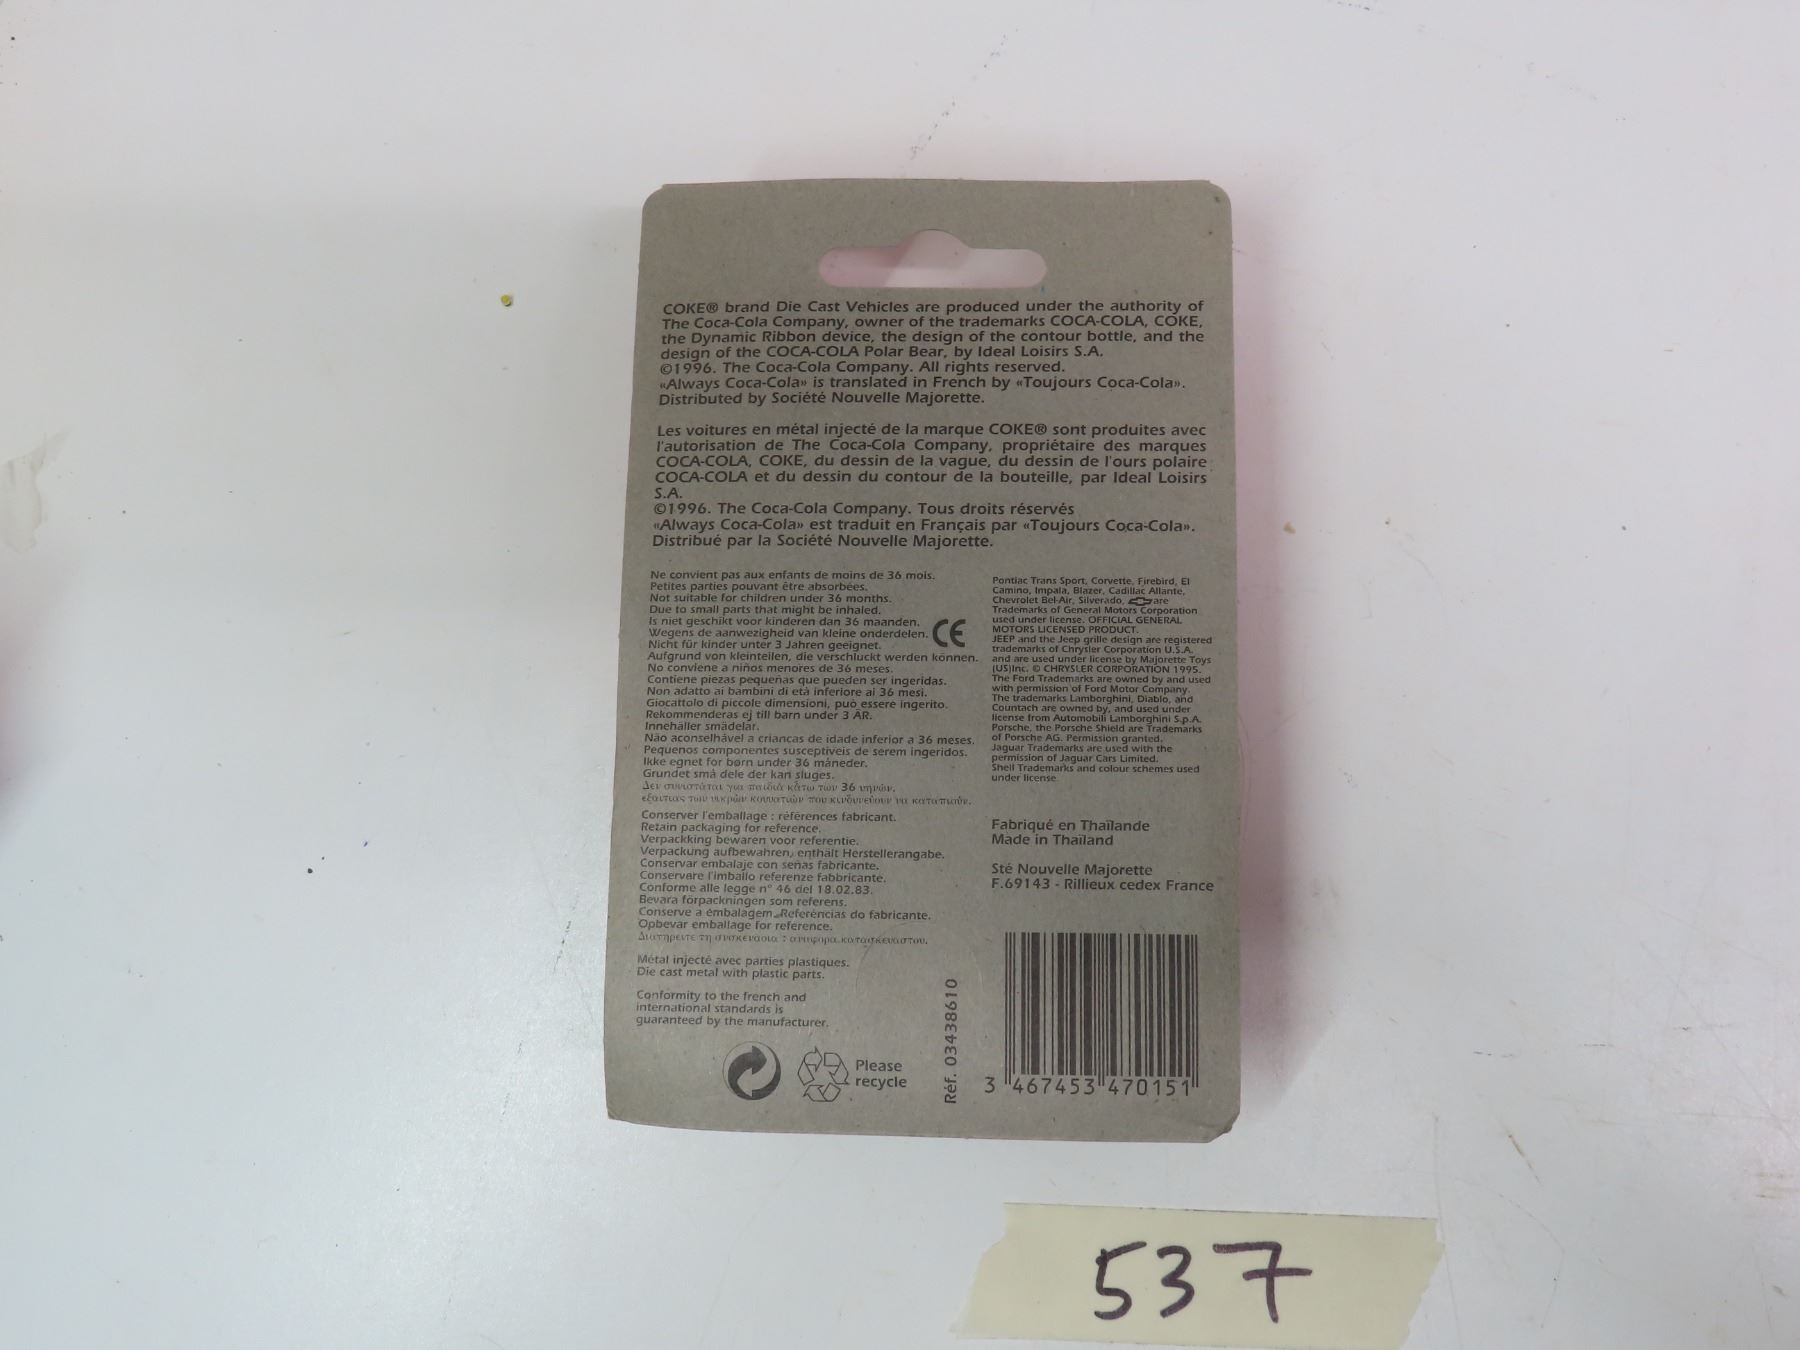 COKE® brand Die Cast Vehicles are produced under the authority of
The Coca-Cola Company, owner of the trademarks COCA-COLA, COKE,
the Dynamic Ribbon device, the design of the contour bottle, and the
design of the COCA-COLA Polar Bear, by Ideal Loisirs S.A.
©1996. The Coca-Cola Company. All rights reserved.
«Always Coca-Cola» is translated in French by «Toujours Coca-Cola».
Distributed by Société Nouvelle Majorette.
Les voitures en métal injecté de la marque COKE® sont produites avec
l'autorisation de The Coca-Cola Company, propriétaire des marques
COCA-COLA, COKE, du dessin de la vague, du dessin de l'ours polaire
COCA-COLA et du dessin du contour de la bouteille, par Ideal Loisirs
S.A.
©1996. The Coca-Cola Company. Tous droits réservés
«Always Coca-Cola» est traduit en Français par «Toujours Coca-Cola».
Distribué par la Société Nouvelle Majorette.
Ne convient pas aux enfants de moins de 36 mois.
Petites parties pouvant être absorbées.
Not suitable for children under 36 months.
Due to small parts that might be inhaled.
Is niet geschikt voor kinderen dan 36 maanden.
Wegens de aanwezigheid van kleine onderdelen.
Nicht für kinder unter 3 Jahren geeignet.
Aufgrund von kleinteilen, die verschluckt werden können.
No conviene a niños menores de 36 meses.
Contiene piezas pequeñas que pueden ser ingeridas.
Non adatto ai bambini di età inferiore ai 36 mesi.
Giocattolo di piccole dimensioni, può essere ingerito.
Rekommenderas ej till barn under 3 ÅR.
Innehåller smådelar.
Não aconselhável a criancas de idade inferior a 36 meses.
Pequenos componentes susceptiveis de serem ingeridos.
Ikke egnet for børn under 36 måneder.
Grundet små dele der kan sluges.
Δεν συνιστάται για παιδιά κάτω των 36 μηνών,
εξαιτιας των μικρών κομματιών που κινδυνεύουν να καταπιούν.
Conserver l'emballage : références fabricant.
Retain packaging for reference.
Verpackking bewaren voor referentie.
Verpackung aufbewahren, enthält Herstellerangabe.
Conservar embalaje con señas fabricante.
Conservare l'imballo referenze fabbricante.
Conforme alle legge n° 46 del 18.02.83.
Bevara förpackningen som referens.
Conserve a émbalagem. Referências do fabricante.
Opbevar emballage for reference.
Métal injecté avec parties plastiques.
Die cast metal with plastic parts.
Conformity to the french and
international standards is
guaranteed by the manufacturer.
CE
Pontiac Trans Sport, Corvette, Firebird, El
Camino, Impala, Blazer, Cadillac Allante,
Chevrolet Bel-Air, Silverado, are
Trademarks of General Motors Corporation
used under license. OFFICIAL GENERAL
MOTORS LICENSED PRODUCT.
JEEP and the Jeep grille design are registered
trademarks of Chrysler Corporation U.S.A.
and are used under license by Majorette Toys
(US)Inc. © CHRYSLER CORPORATION 1995.
The Ford Trademarks are owned by and used
with permission of Ford Motor Company.
The trademarks Lamborghini, Diablo, and
Countach are owned by, and used under
license from Automobili Lamborghini S.p.A.
Porsche, the Porsche Shield are Trademarks
of Porsche AG. Permission granted.
Jaguar Trademarks are used with the
permission of Jaguar Cars Limited.
Shell Trademarks and colour schemes used
under license.
Fabriqué en Thaïlande
Made in Thaïland
Sté Nouvelle Majorette
F.69143 - Rillieux cedex France
Please
recycle
Réf. 03438610
3 467453 470151
537